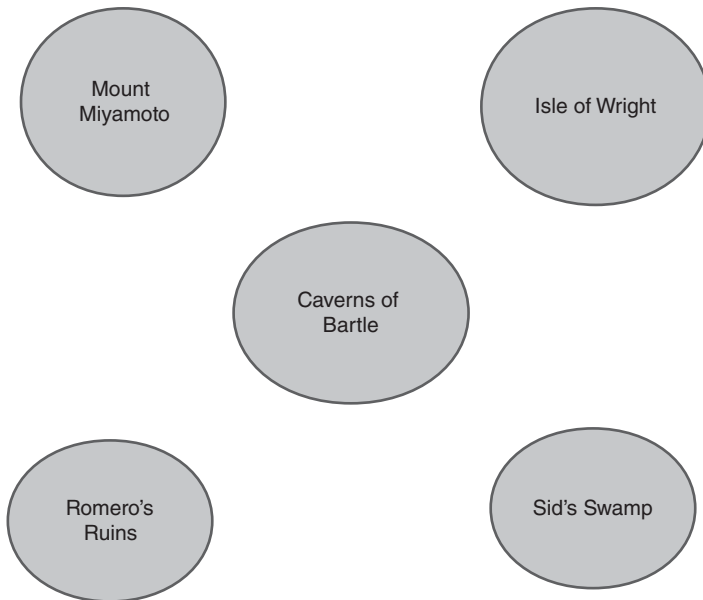 Mount
Miyamoto
Isle of Wright
Caverns of
Bartle
Romero's
Ruins
Sid's Swamp